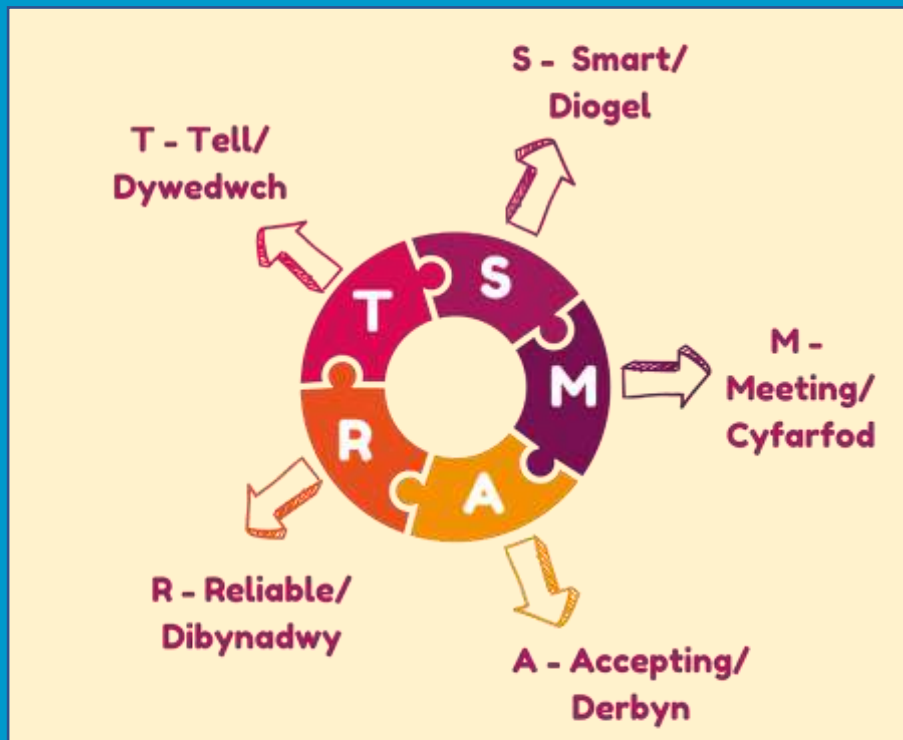 S - Smart/
Diogel
T - Tell/
Dywedwch
S
T
M
M -
Meeting/
Cyfarfod
R
A
R - Reliable/
Dibynadwy
A - Accepting/
Derbyn